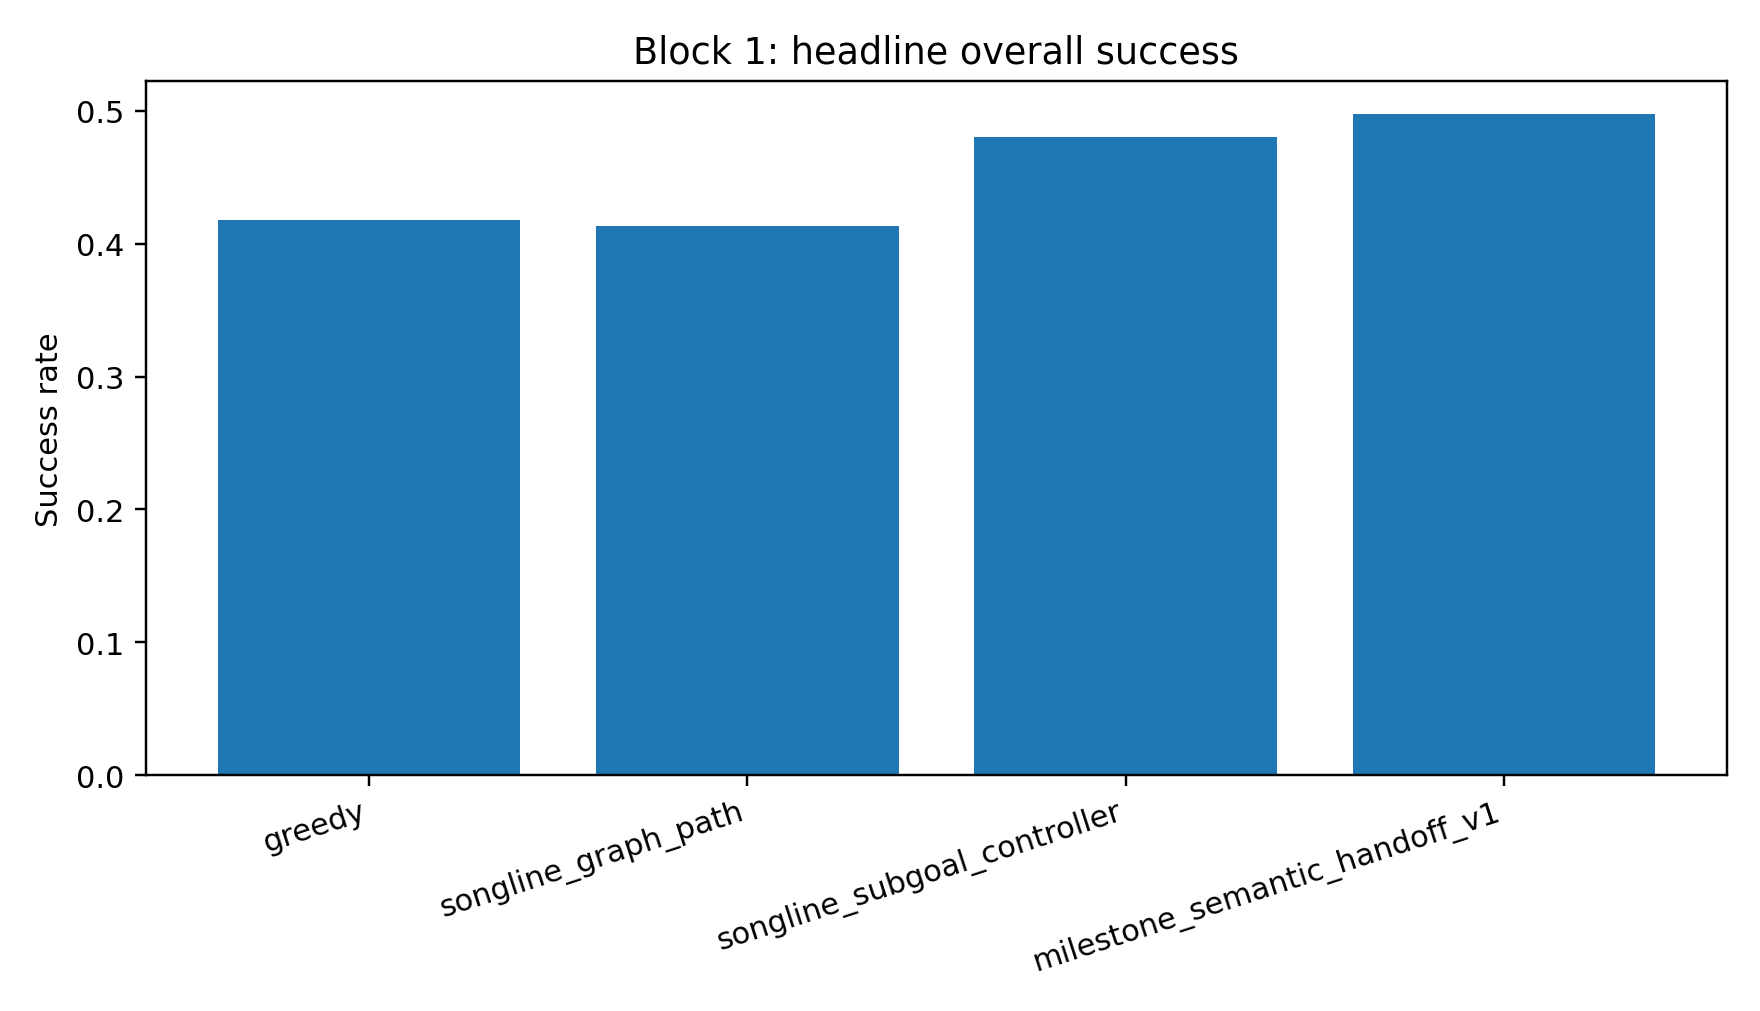 Block 1: headline overall success
Success rate
0.5
0.4
0.3
0.2
0.1
0.0
greedy
songline_graph_path
songline_subgoal_controller
milestone_semantic_handoff_v1